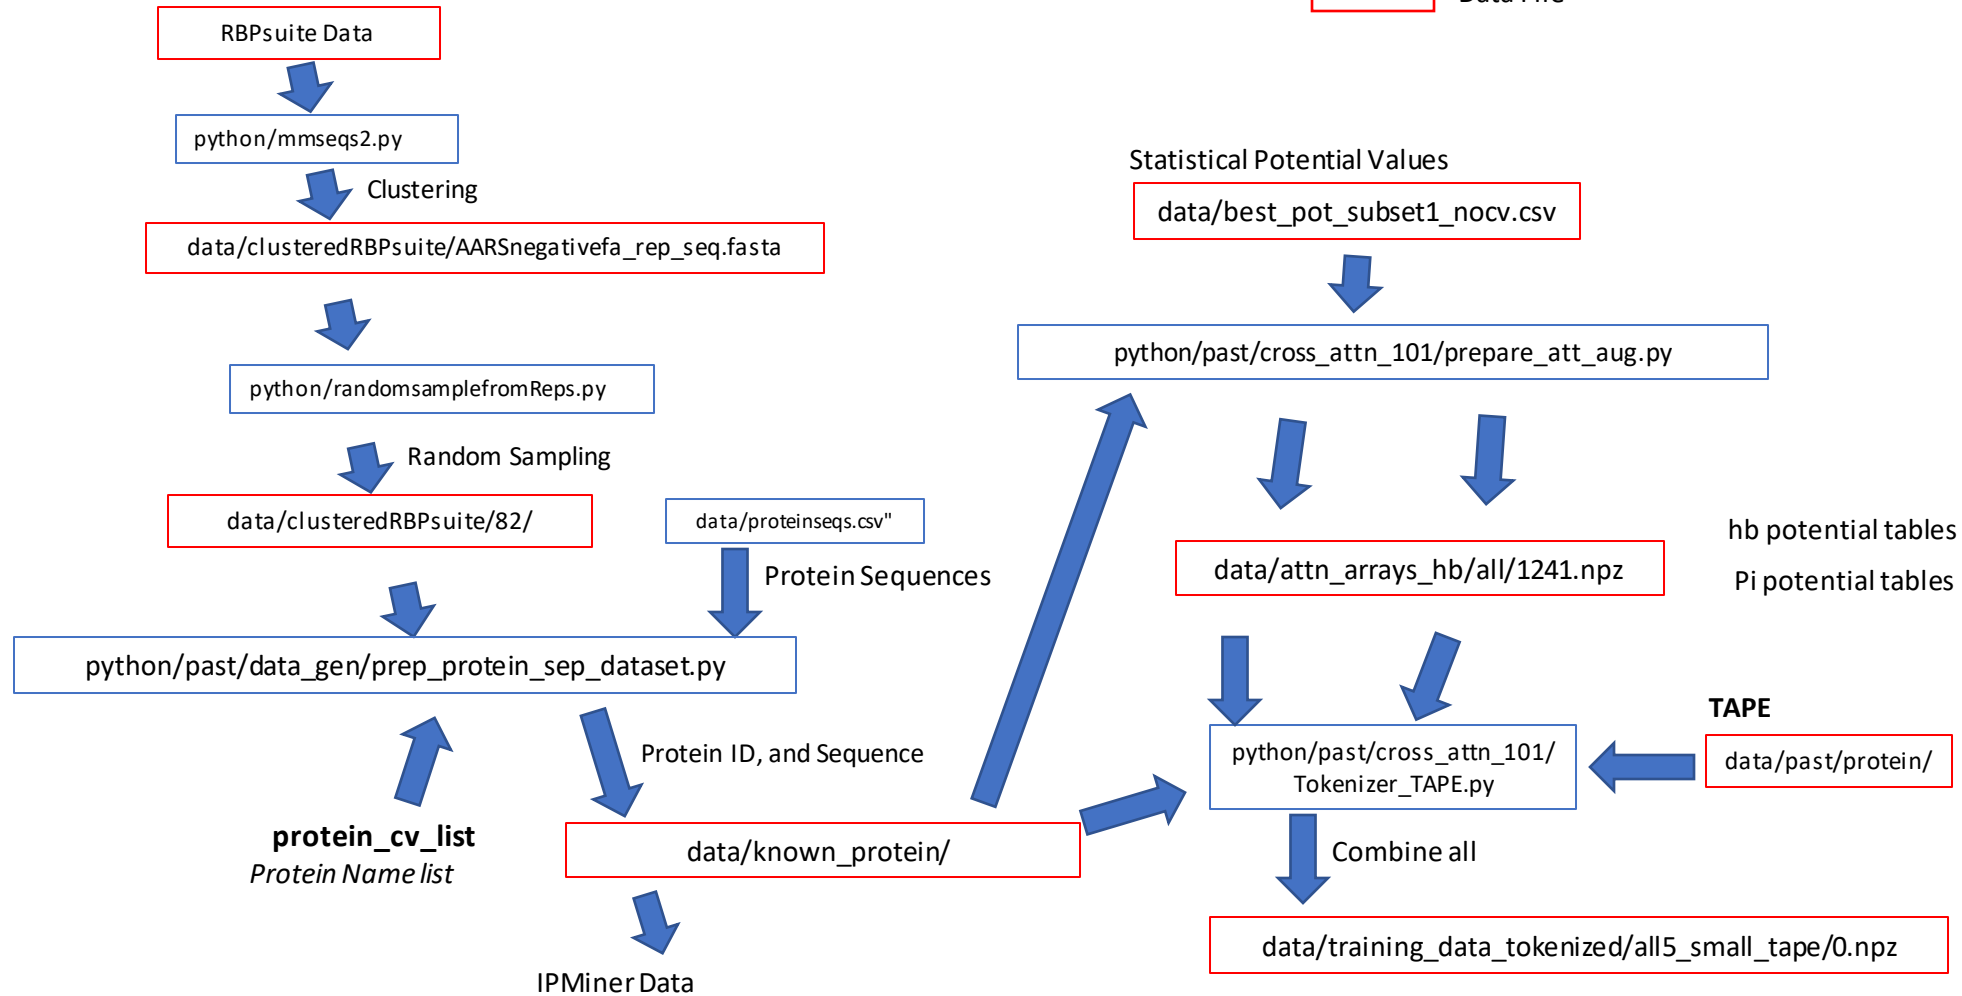 Data File
RBPsuite Data
python/mmseqs2.py
Clustering
data/clusteredRBPsuite/AARSnegativefa_rep_seq.fasta
python/randomsamplefromReps.py
Random Sampling
data/clusteredRBPsuite/82/
data/proteinseqs.csv"
Protein Sequences
python/past/data_gen/prep_protein_sep_dataset.py
Protein ID, and Sequence
protein_cv_list
Protein Name list
data/known_protein/
IPMiner Data
Statistical Potential Values
data/best_pot_subset1_nocv.csv
python/past/cross_attn_101/prepare_att_aug.py
hb potential tables
data/attn_arrays_hb/all/1241.npz
Pi potential tables
TAPE
python/past/cross_attn_101/
Tokenizer_TAPE.py
data/past/protein/
Combine all
data/training_data_tokenized/all5_small_tape/0.npz